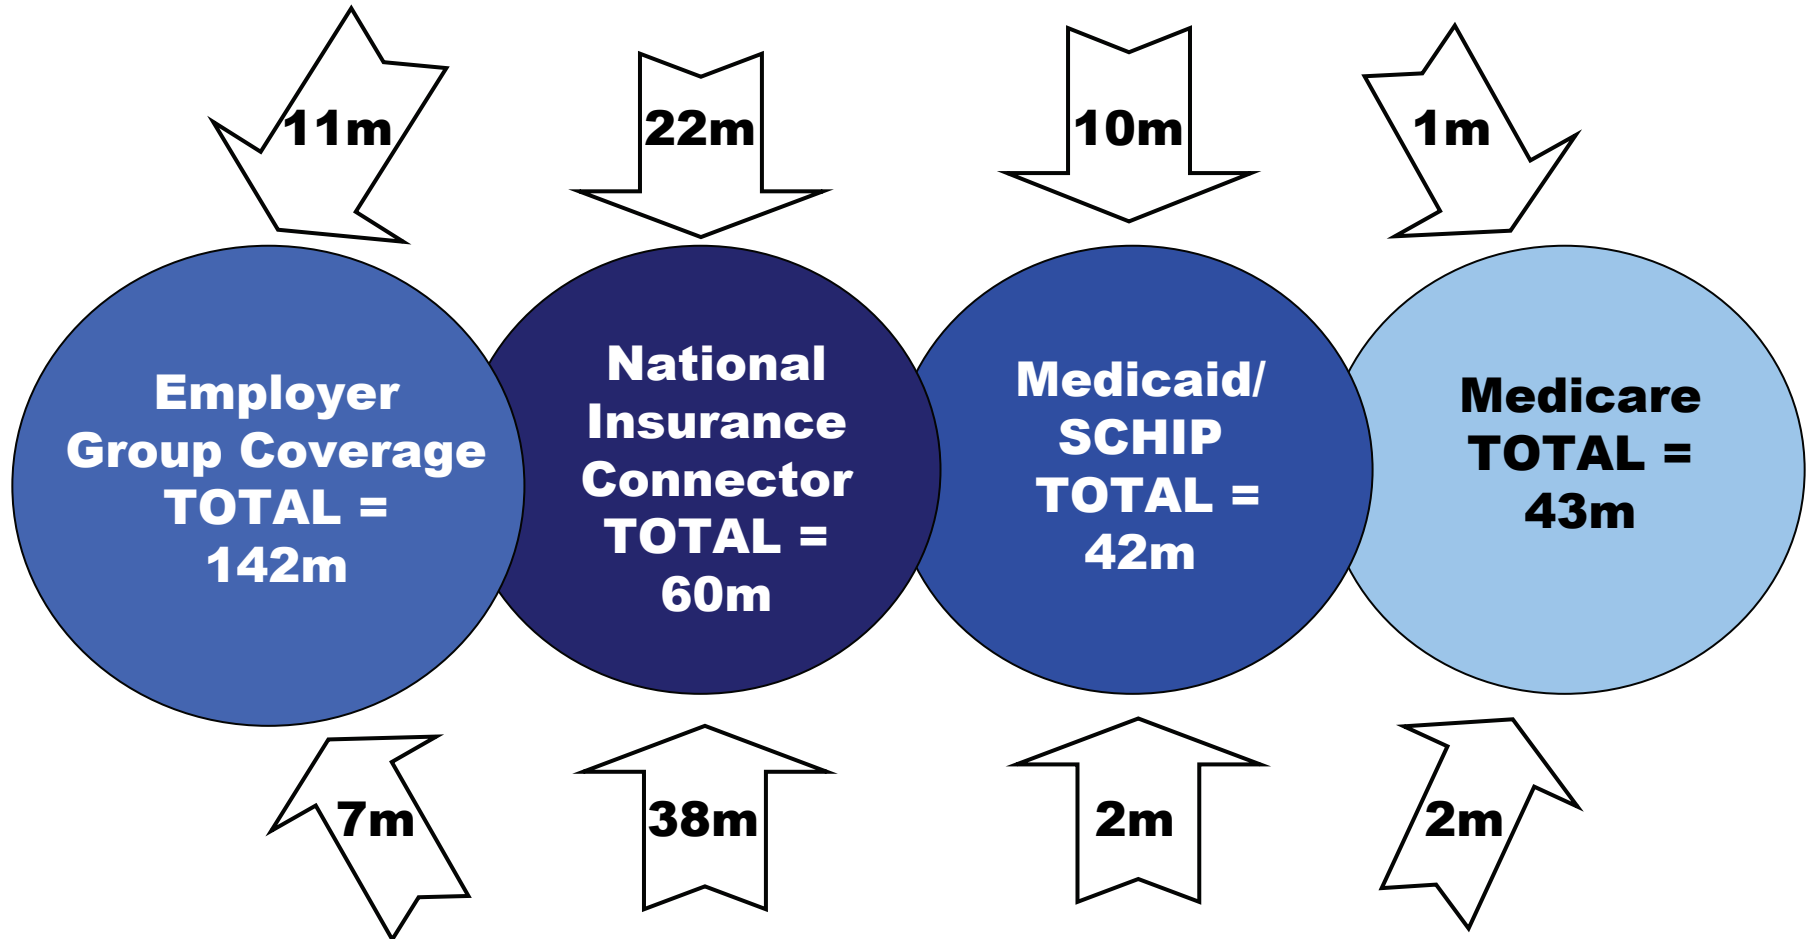 11m
22m
10m
1m
Employer
Group Coverage
TOTAL =
142m
National
Insurance
Connector
TOTAL =
60m
Medicaid/
SCHIP
TOTAL =
42m
Medicare
TOTAL =
43m
7m
38m
2m
2m